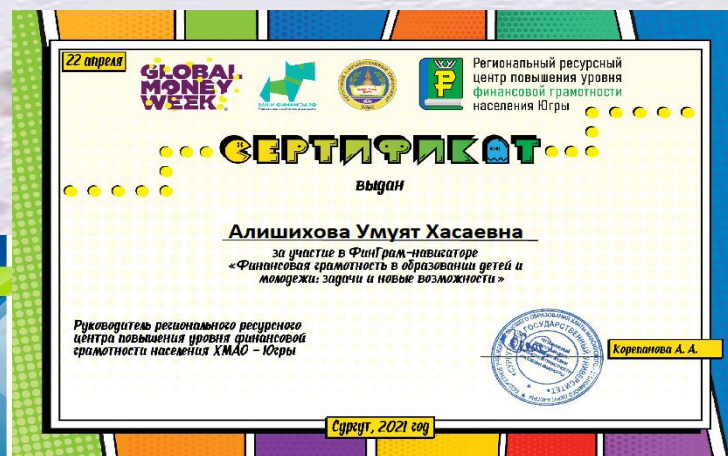 22 апреля
GLOBAL
MONEY
WEEK
Региональный ресурсный
центр повышения уровня
финансовой грамотности
населения Югры
СЕРТИФИКАТ
выдан
Алишихова Умуят Хасаевна
за участие в ФинГрам-навигаторе
«Финансовая грамотность в образовании детей и
молодежи: задачи и новые возможности»
Руководитель регионального ресурсного
центра повышения уровня финансовой
грамотности населения ХМАО – Югры
Корепанова А. А.
Сургут, 2021 год